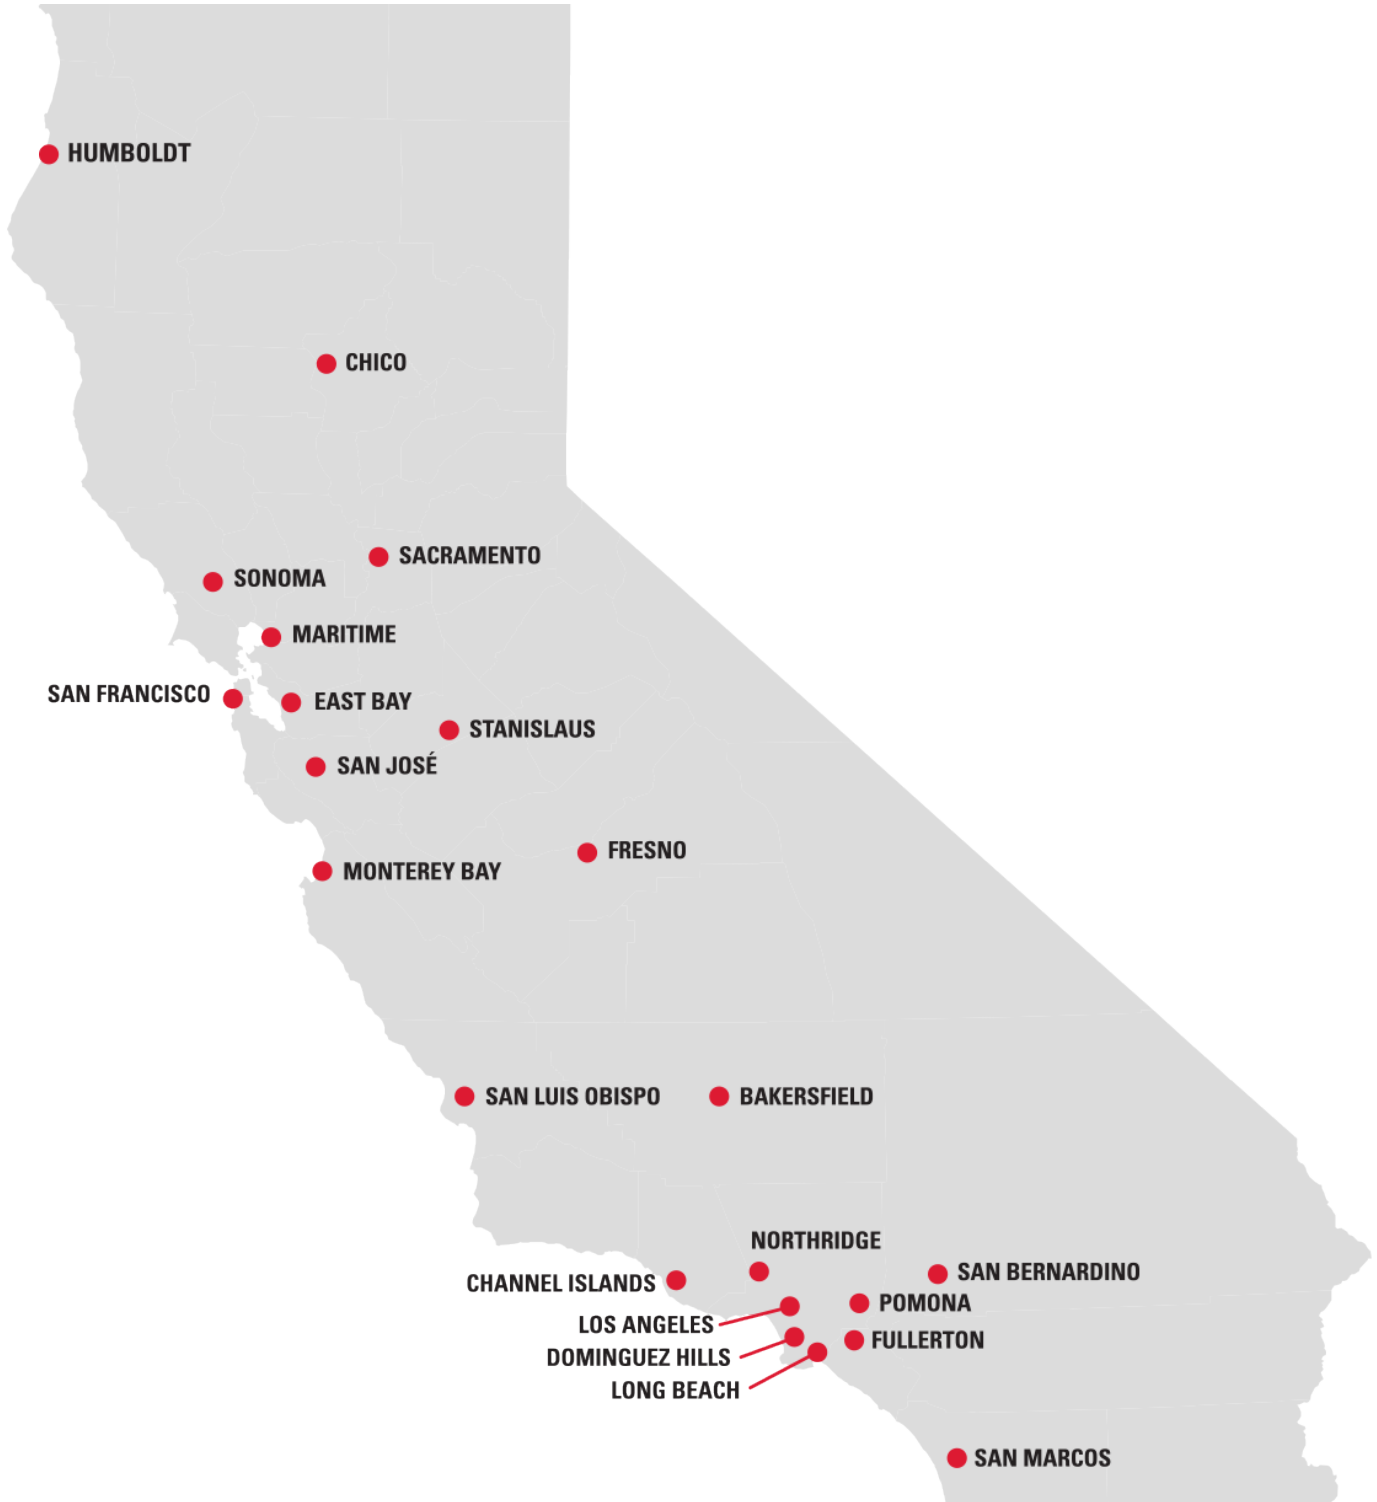 HUMBOLDT
CHICO
SACRAMENTO
SONOMA
MARITIME
SAN FRANCISCO
EAST BAY
STANISLAUS
SAN JOSÉ
FRESNO
MONTEREY BAY
SAN LUIS OBISPO
BAKERSFIELD
NORTHRIDGE
SAN BERNARDINO
CHANNEL ISLANDS
POMONA
LOS ANGELES
FULLERTON
DOMINGUEZ HILLS
LONG BEACH
SAN MARCOS